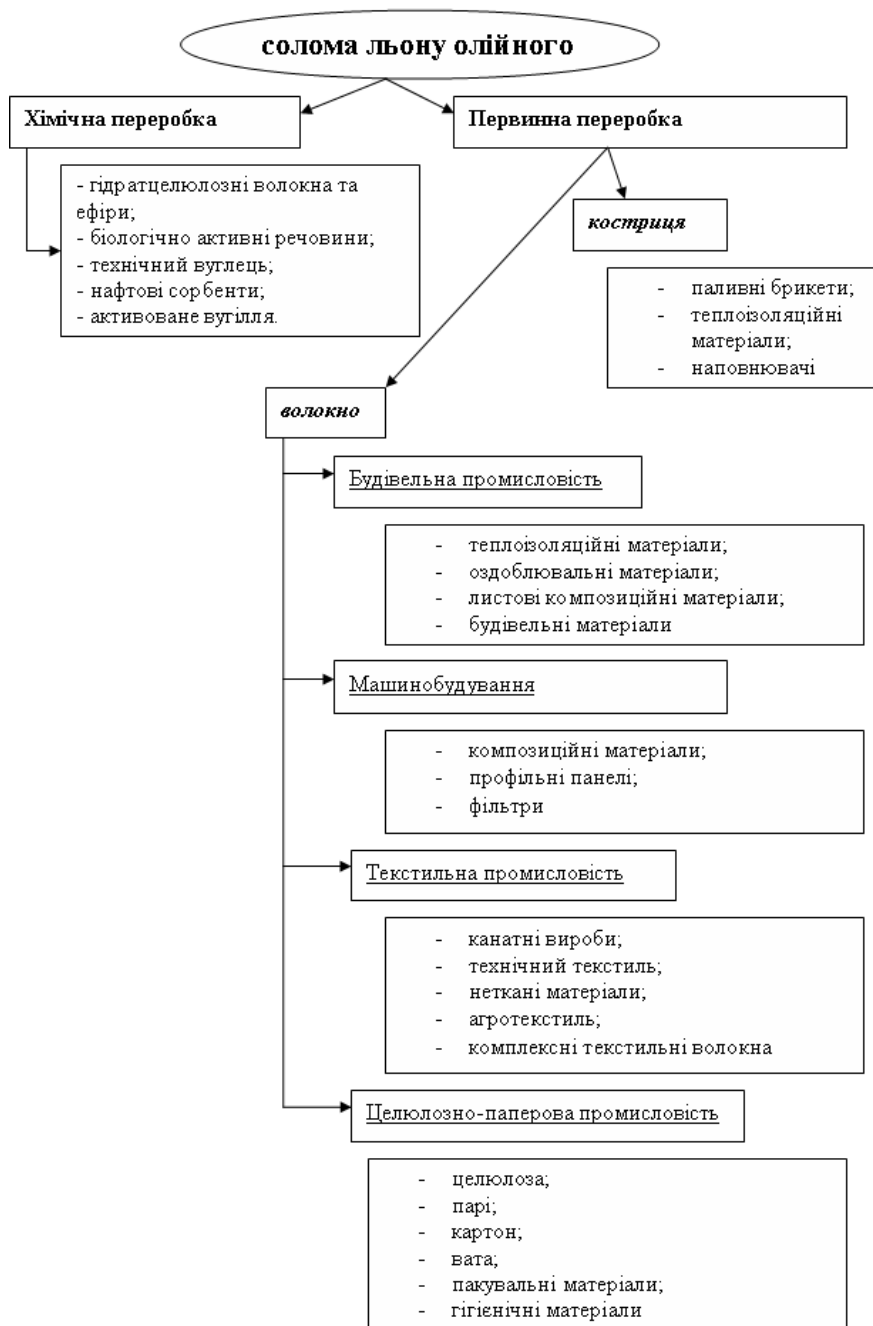 солома льону олійного
Хімічна переробка
Первинна переробка
- гідратцелюлозні волокна та
ефіри;
- біологічно активні речовини;
- технічний вуглець;
- нафтові сорбенти;
- активоване вугілля.
костриця
- паливні брикети;
- теплоізоляційні
матеріали;
- наповнювачі
волокно
Будівельна промисловість
- теплоізоляційні матеріали;
- оздоблювальні матеріали;
- листові композиційні матеріали;
- будівельні матеріали
Машинобудування
- композиційні матеріали;
- профільні панелі;
- фільтри
Текстильна промисловість
- канатні вироби;
- технічний текстиль;
- неткані матеріали;
- агротекстиль;
- комплексні текстильні волокна
Целюлозно-паперова промисловість
- целюлоза;
- парі;
- картон;
- вата;
- пакувальні матеріали;
- гігієнічні матеріали